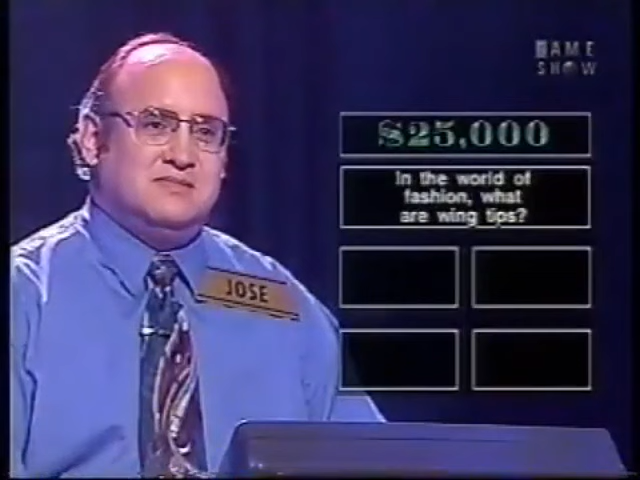 GAME
SHOW
$25,000
In the world of
fashion, what
are wing tips?
JOSE